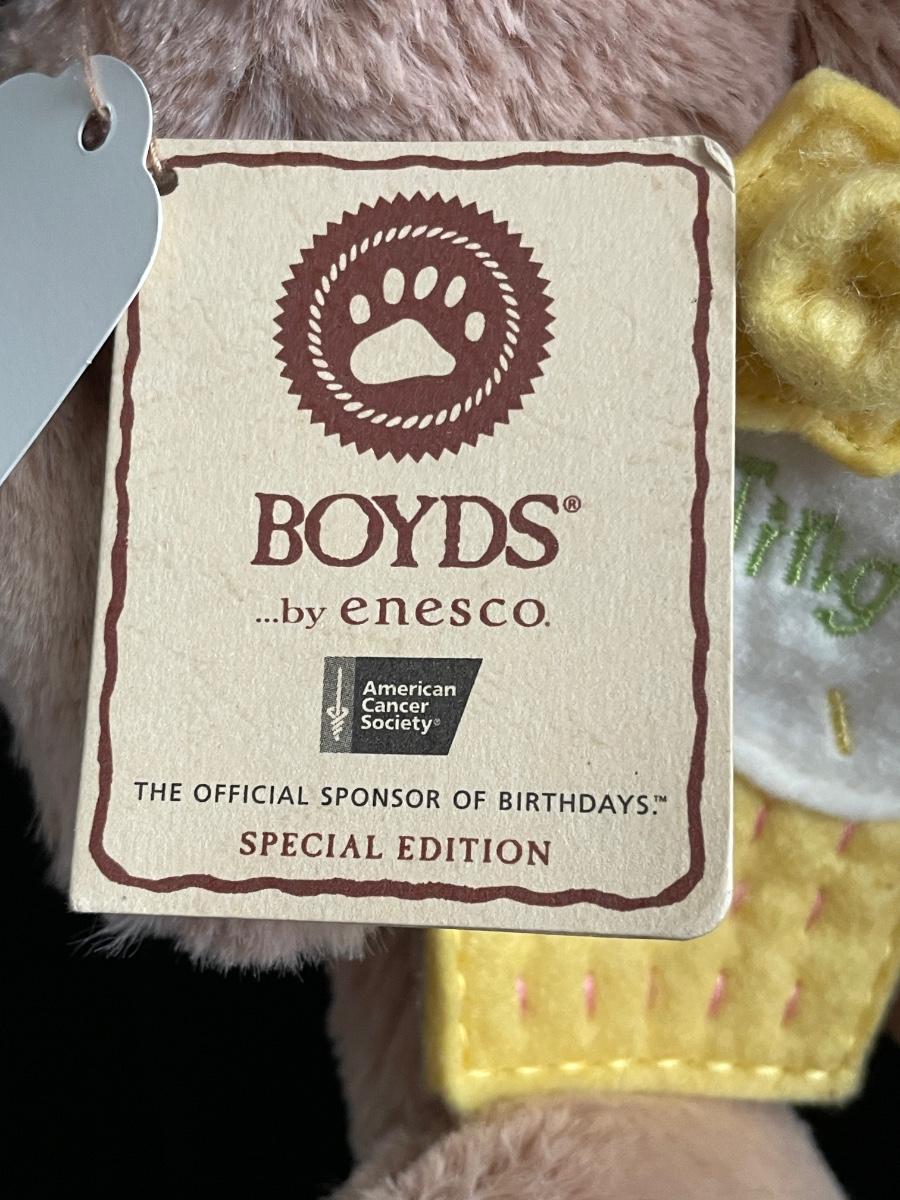 BOYDS®
...by enesco.
American
Cancer
Society®
THE OFFICIAL SPONSOR OF BIRTHDAYS.™
SPECIAL EDITION